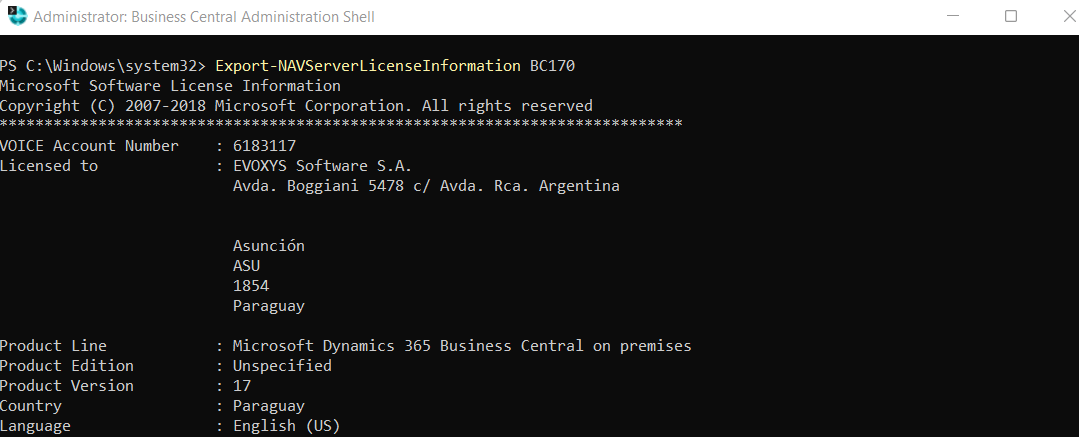 Administrator: Business Central Administration Shell
PS C:\Windows\system32> Export-NAVServerLicenseInformation BC170
Microsoft Software License Information
Copyright (C) 2007-2018 Microsoft Corporation. All rights reserved
****************************************************************************
VOICE Account Number    : 6183117
Licensed to             : EVOXYS Software S.A.
                          Avda. Boggiani 5478 c/ Avda. Rca. Argentina
                          Asunción
                          ASU
                          1854
                          Paraguay
Product Line            : Microsoft Dynamics 365 Business Central on premises
Product Edition         : Unspecified
Product Version         : 17
Country                 : Paraguay
Language                : English (US)